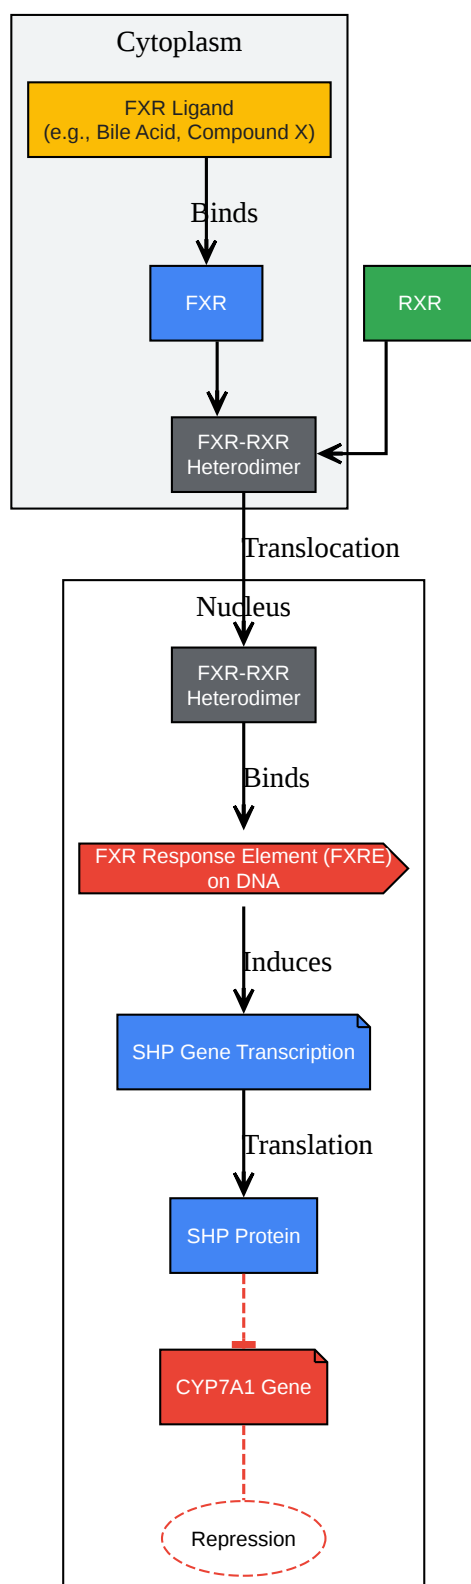 Cytoplasm
FXR Ligand
(e.g., Bile Acid, Compound X)
Binds
FXR
RXR
FXR-RXR
Heterodimer
Translocation
Nucleus
FXR-RXR
Heterodimer
Binds
FXR Response Element (FXRE)
on DNA
Induces
SHP Gene Transcription
Translation
SHP Protein
CYP7A1 Gene
Repression